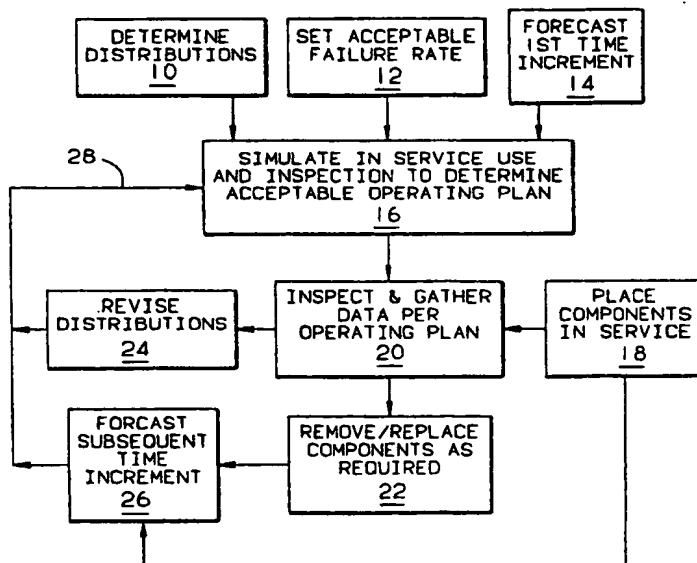 DETERMINE
DISTRIBUTIONS
10
SET ACCEPTABLE
FAILURE RATE
12
FORECAST
1ST TIME
INCREMENT
14
28
SIMULATE IN SERVICE USE
AND INSPECTION TO DETERMINE
ACCEPTABLE OPERATING PLAN
16
.REVISE
DISTRIBUTIONS
24
INSPECT & GATHER
DATA PER
OPERATING PLAN
20
PLACE
COMPONENTS
IN SERVICE
18
FORCAST
SUBSEQUENT
TIME
INCREMENT
26
REMOVE/REPLACE
COMPONENTS AS
REQUIRED
22